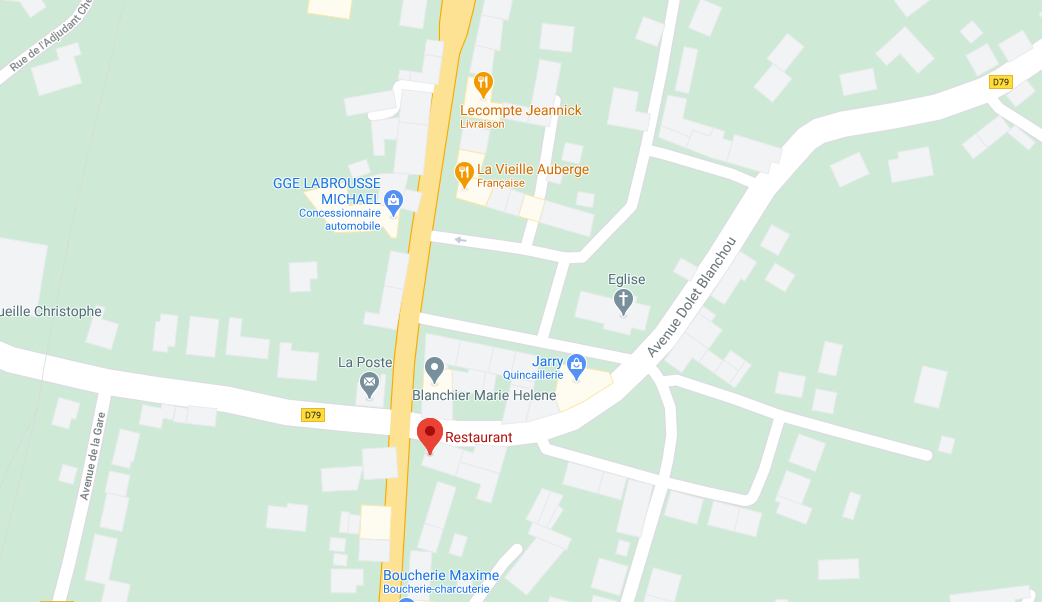 Rue de l'Adjudant Che
D79
Lecompte Jeannick
Livraison
La Vieille Auberge
Française
GGE LABROUSSE
MICHAEL
Concessionnaire
automobile
Avenue Dolet Blanchou
Eglise
ueille Christophe
La Poste
Jarry
Quincaillerie
Blanchier Marie Helene
D79
Restaurant
Avenue de la Gare
Boucherie Maxime
Boucherie-charcuterie